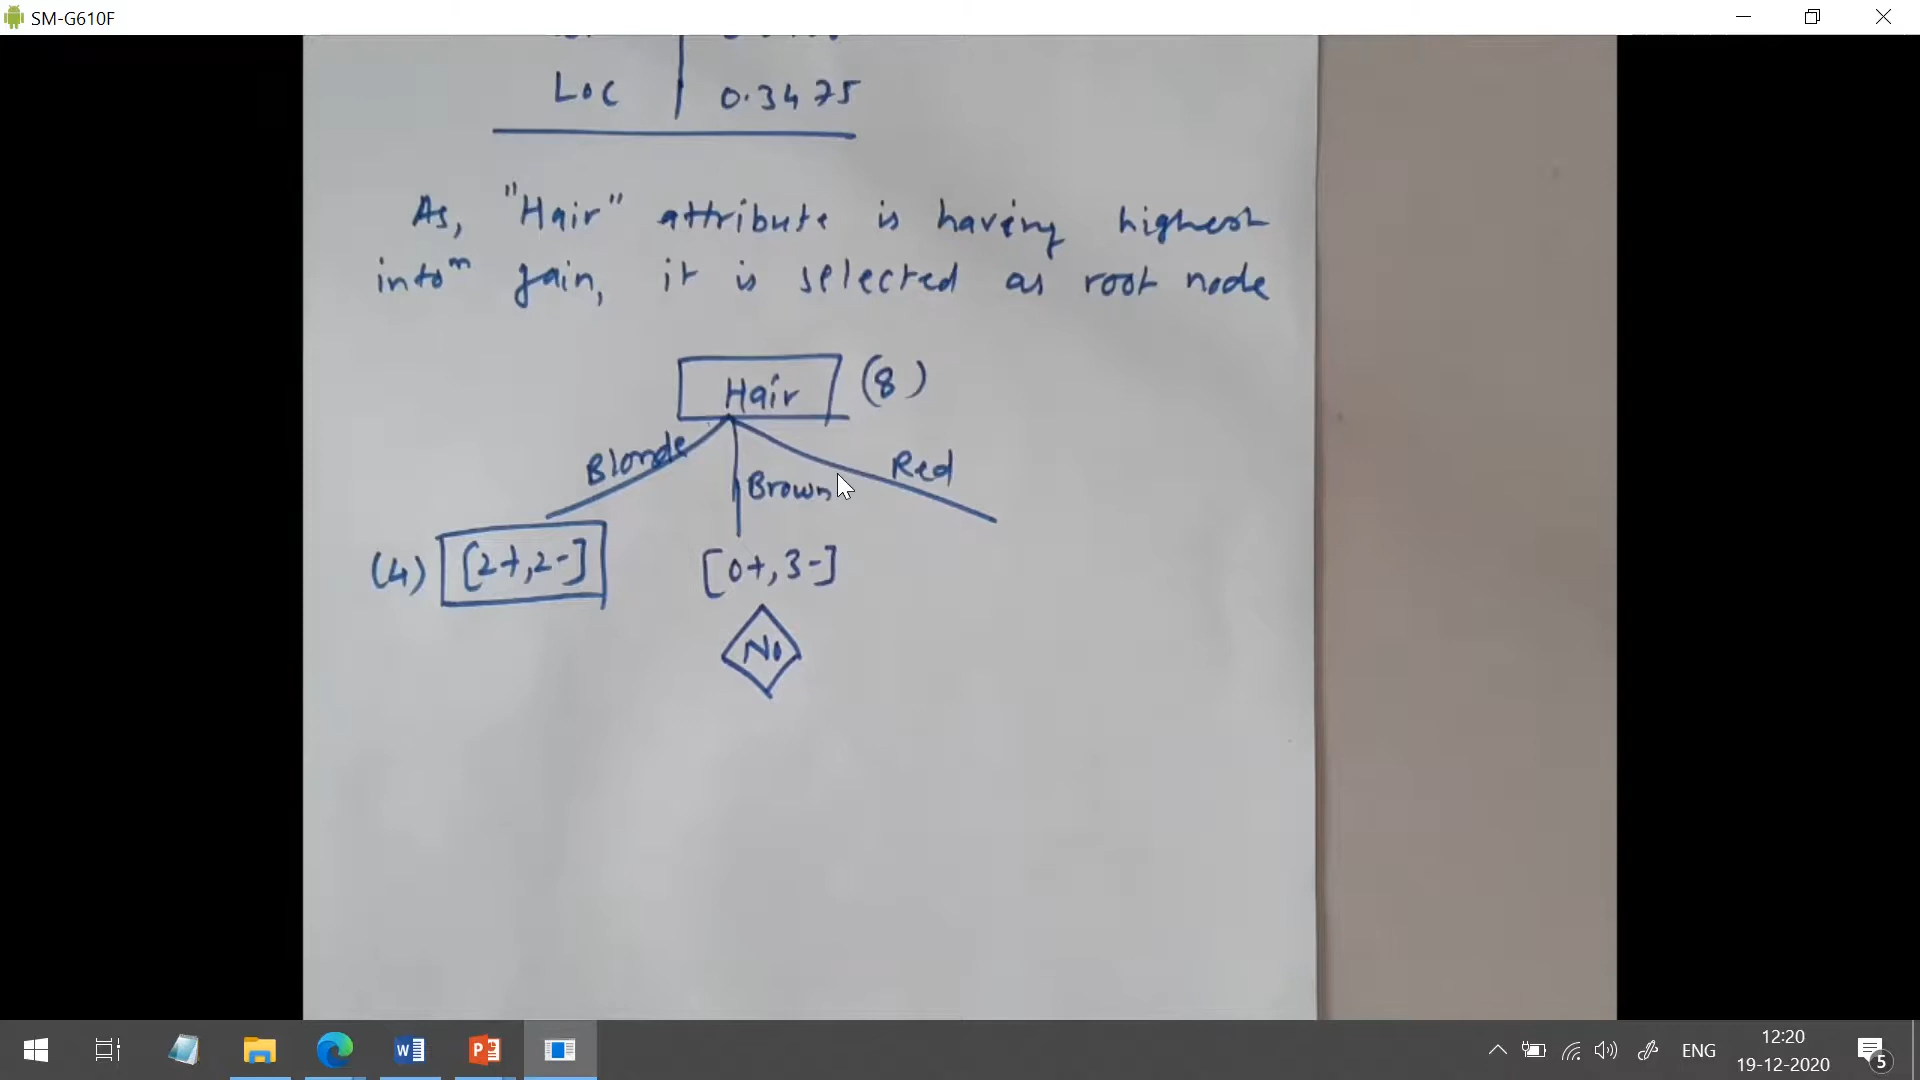 SM-G610F
Loc 0.3475
As, "Hair" attribute is having highest
infoᵐ gain, it is selected as root node
Hair (8)
Blonde Brown Red
(4) [2+,2-] [0+,3-]
No
ENG 12:20
19-12-2020 5